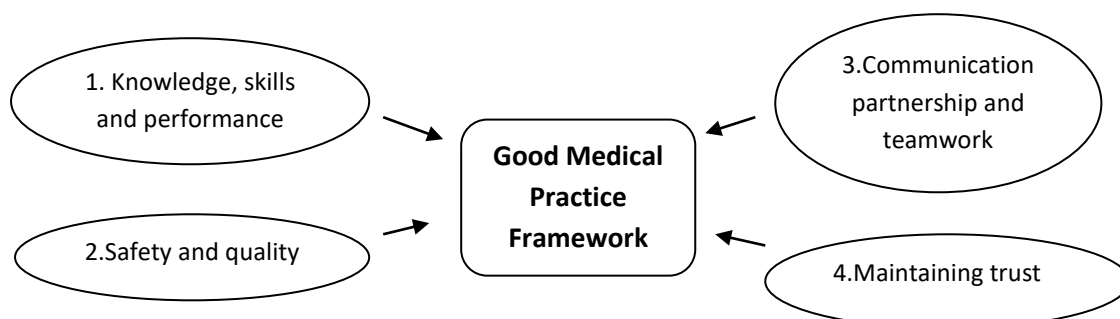 1. Knowledge, skills
and performance
2.Safety and quality
Good Medical
Practice
Framework
3.Communication
partnership and
teamwork
4.Maintaining trust